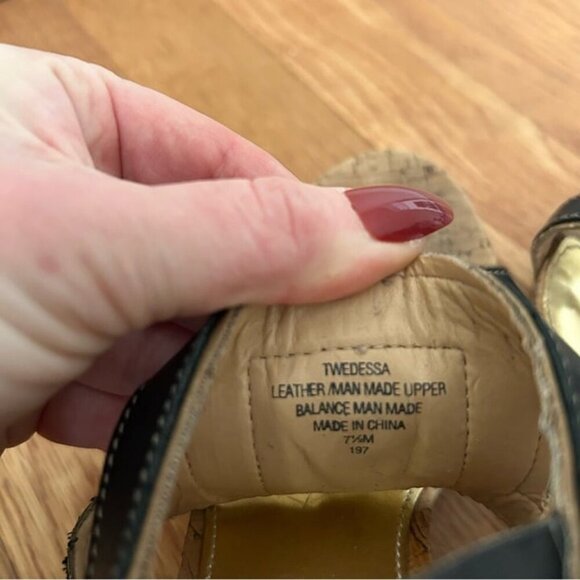 TWEDESSA
LEATHER /MAN MADE UPPER
BALANCE MAN MADE
MADE IN CHINA
7½M
197